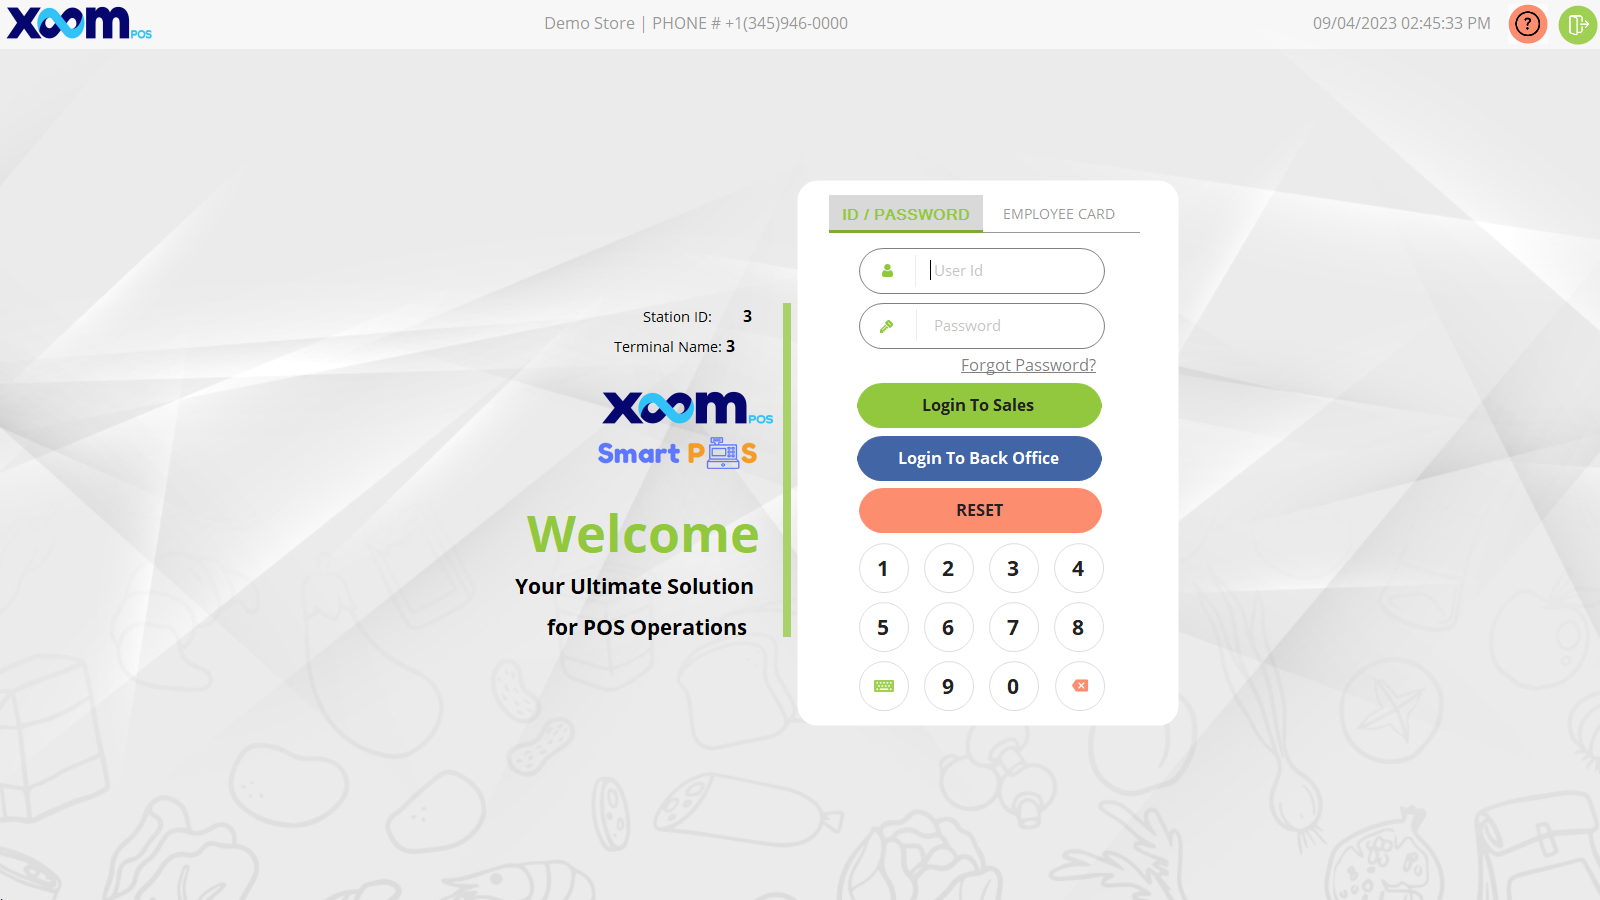 xoom POS
Demo Store | PHONE # +1(345)946-0000
09/04/2023 02:45:33 PM
?
ID / PASSWORD
EMPLOYEE CARD
User Id
Password
Forgot Password?
Login To Sales
Login To Back Office
RESET
1 2 3 4
5 6 7 8
9 0
Station ID: 3
Terminal Name: 3
xoom POS
Smart POS
Welcome
Your Ultimate Solution
for POS Operations